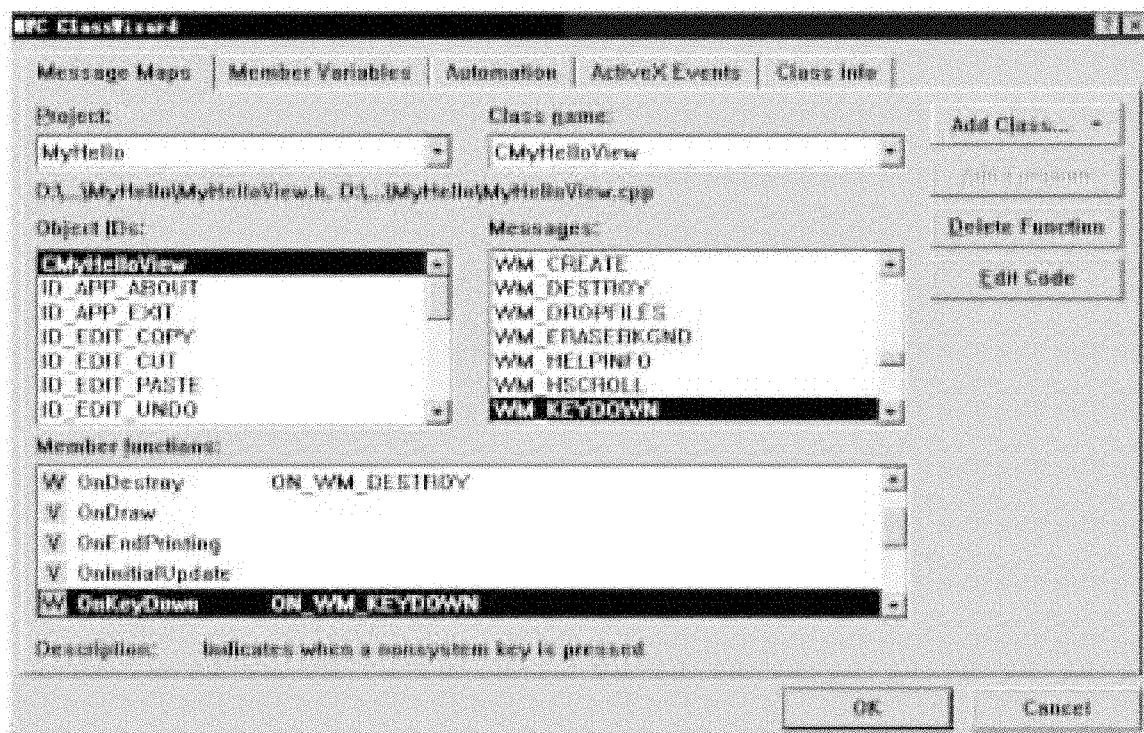 MFC ClassWizard
Message Maps Member Variables Automation ActiveX Events Class Info
Project: Class name:
MyHello CMyHelloView
Add Class...
D:\...\MyHello\MyHelloView.h, D:\...\MyHello\MyHelloView.cpp
Add Function...
Object IDs: Messages:
Delete Function
CMyHelloView WM_CREATE
ID_APP_ABOUT WM_DESTROY
Edit Code
ID_APP_EXIT WM_DROPFILES
ID_EDIT_COPY WM_ERASEBKGND
ID_EDIT_CUT WM_HELPINFO
ID_EDIT_PASTE WM_HSCROLL
ID_EDIT_UNDO WM_KEYDOWN
Member functions:
W OnDestroy ON_WM_DESTROY
V OnDraw
V OnEndPrinting
V OnInitialUpdate
W OnKeyDown ON_WM_KEYDOWN
Description: Indicates when a nonsystem key is pressed
OK Cancel